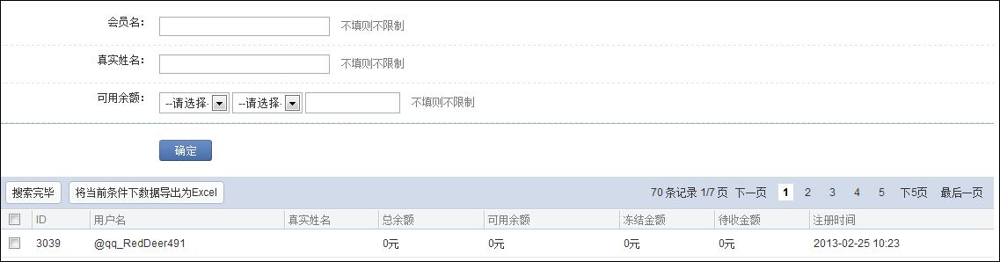 会员名： 不填则不限制
真实姓名： 不填则不限制
可用余额： --请选择- --请选择- 不填则不限制
确定
搜索完毕 将当前条件下数据导出为Excel 70 条记录 1/7 页 下一页 1 2 3 4 5 下5页 最后一页
ID 用户名 真实姓名 总余额 可用余额 冻结金额 待收金额 注册时间
3039 @qq_RedDeer491 0元 0元 0元 0元 2013-02-25 10:23